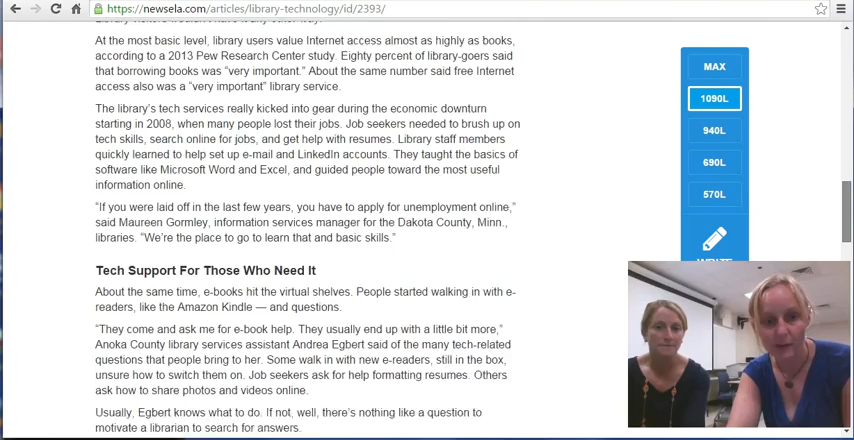 https://newsela.com/articles/library-technology/id/2393/
At the most basic level, library users value Internet access almost as highly as books,
according to a 2013 Pew Research Center study. Eighty percent of library-goers said
that borrowing books was “very important.” About the same number said free Internet
access also was a “very important” library service.
The library’s tech services really kicked into gear during the economic downturn
starting in 2008, when many people lost their jobs. Job seekers needed to brush up on
tech skills, search online for jobs, and get help with resumes. Library staff members
quickly learned to help set up e-mail and LinkedIn accounts. They taught the basics of
software like Microsoft Word and Excel, and guided people toward the most useful
information online.
“If you were laid off in the last few years, you have to apply for unemployment online,”
said Maureen Gormley, information services manager for the Dakota County, Minn.,
libraries. “We’re the place to go to learn that and basic skills.”
Tech Support For Those Who Need It
About the same time, e-books hit the virtual shelves. People started walking in with e-
readers, like the Amazon Kindle — and questions.
“They come and ask me for e-book help. They usually end up with a little bit more,”
Anoka County library services assistant Andrea Egbert said of the many tech-related
questions that people bring to her. Some walk in with new e-readers, still in the box,
unsure how to switch them on. Job seekers ask for help formatting resumes. Others
ask how to share photos and videos online.
Usually, Egbert knows what to do. If not, well, there’s nothing like a question to
motivate a librarian to search for answers.
MAX
1090L
940L
690L
570L